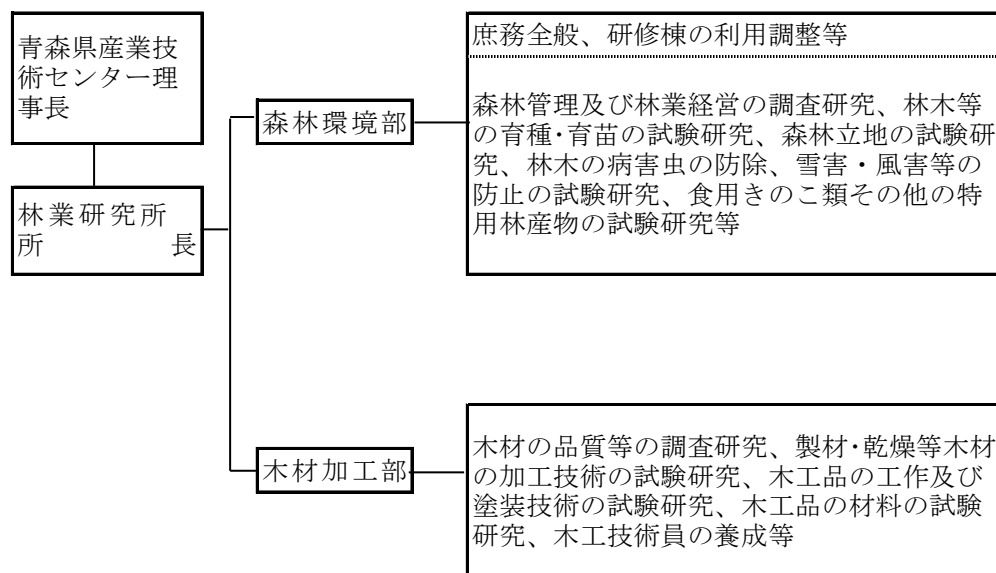 青森県産業技
術センター理
事長
林業研究所
所長
森林環境部
庶務全般、研修棟の利用調整等
森林管理及び林業経営の調査研究、林木等
の育種・育苗の試験研究、森林立地の試験研
究、林木の病害虫の防除、雪害・風害等の
防止の試験研究、食用きのこ類その他の特
用林産物の試験研究等
木材加工部
木材の品質等の調査研究、製材・乾燥等木材
の加工技術の試験研究、木工品の工作及び
塗装技術の試験研究、木工品の材料の試験
研究、木工技術員の養成等